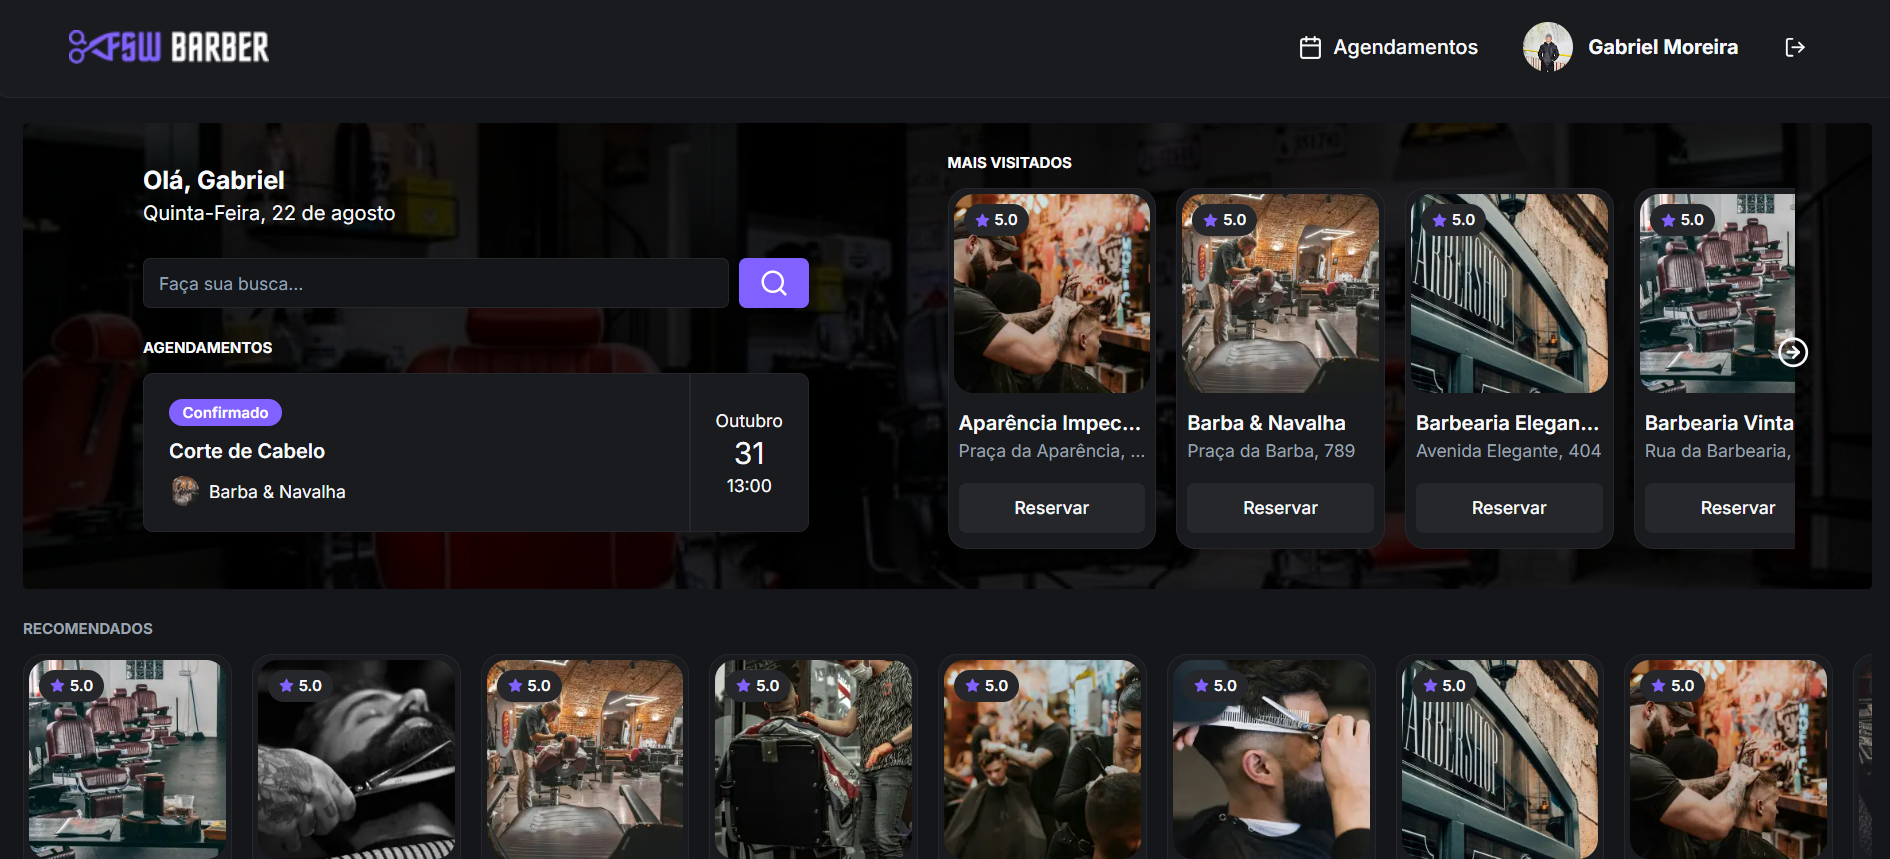 FSW BARBER
Agendamentos
Gabriel Moreira
Olá, Gabriel
Quinta-Feira, 22 de agosto
Faça sua busca...
AGENDAMENTOS
Confirmado
Corte de Cabelo
Barba & Navalha
Outubro
31
13:00
MAIS VISITADOS
5.0
Aparência Impec...
Praça da Aparência, ...
Reservar
5.0
Barba & Navalha
Praça da Barba, 789
Reservar
5.0
BARBERSHOP
Barbearia Elegan...
Avenida Elegante, 404
Reservar
5.0
Barbearia Vinta
Rua da Barbearia,
Reservar
RECOMENDADOS
5.0
5.0
5.0
5.0
5.0
5.0
5.0
BARBERSHOP
5.0